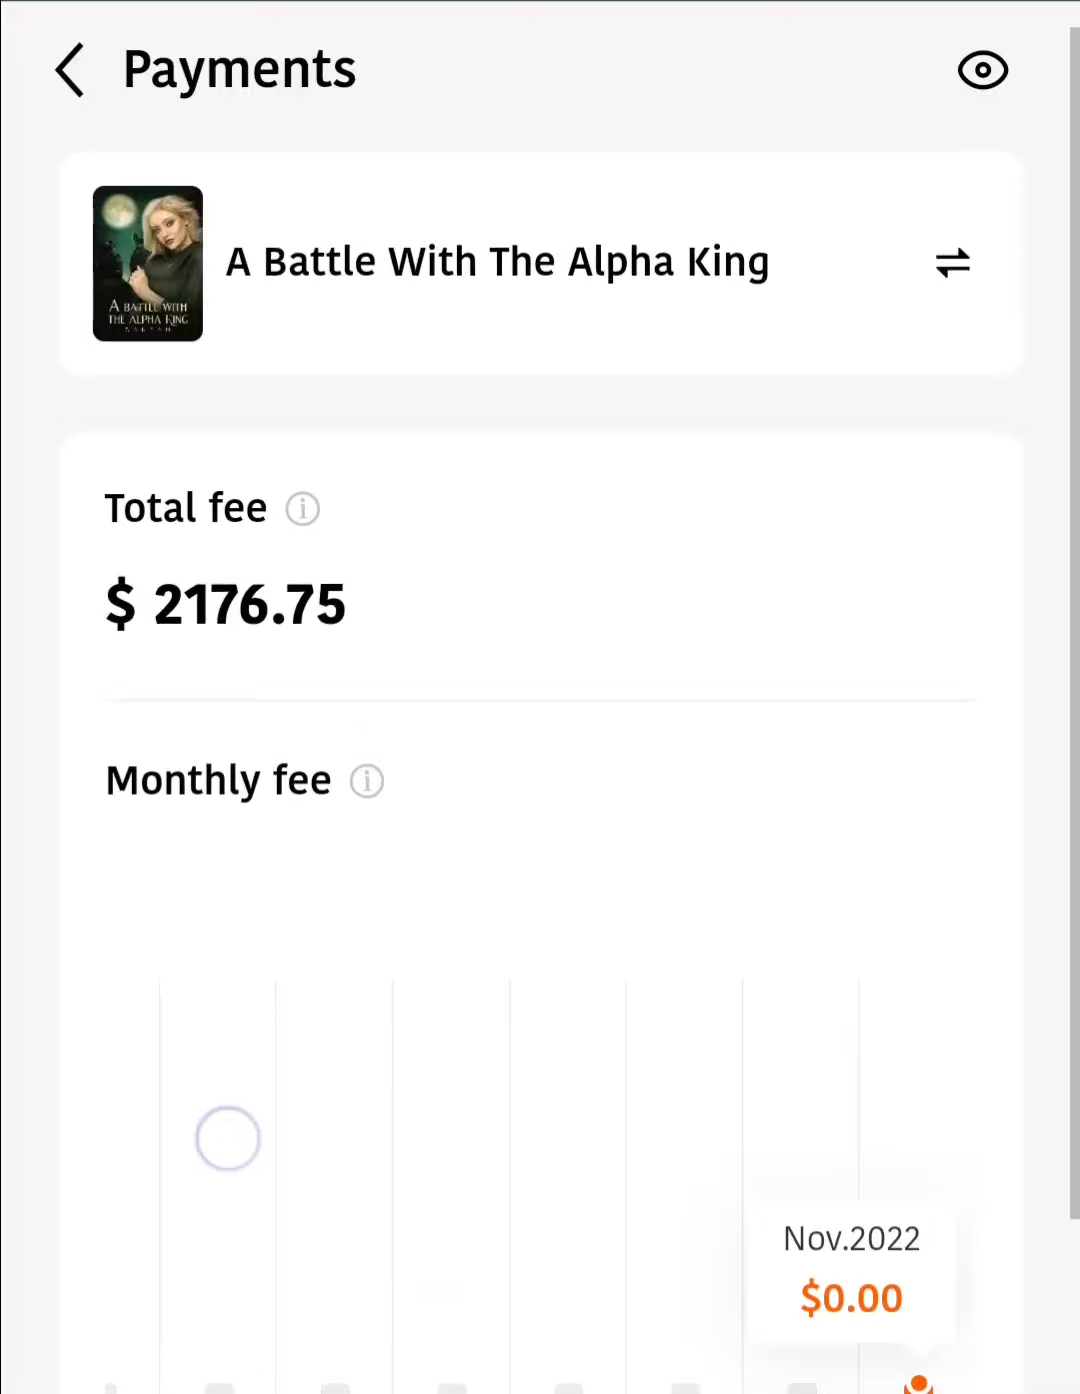 Payments
A BATTLE WITH
THE ALPHA KING
A Battle With The Alpha King
Total fee
$ 2176.75
Monthly fee
Nov.2022
$0.00